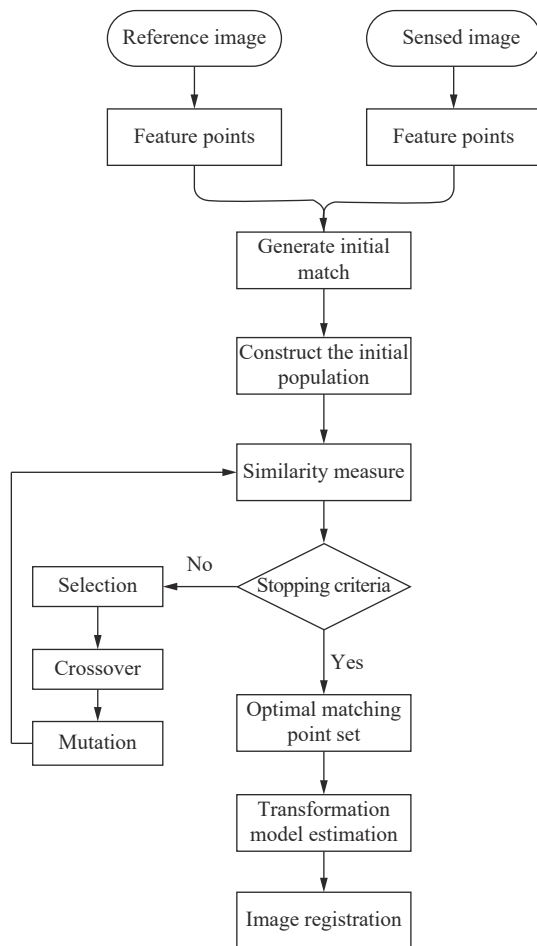 Reference image
Sensed image
Feature points
Feature points
Generate initial
match
Construct the initial
population
Similarity measure
No
Stopping criteria
Selection
Yes
Crossover
Optimal matching
point set
Mutation
Transformation
model estimation
Image registration